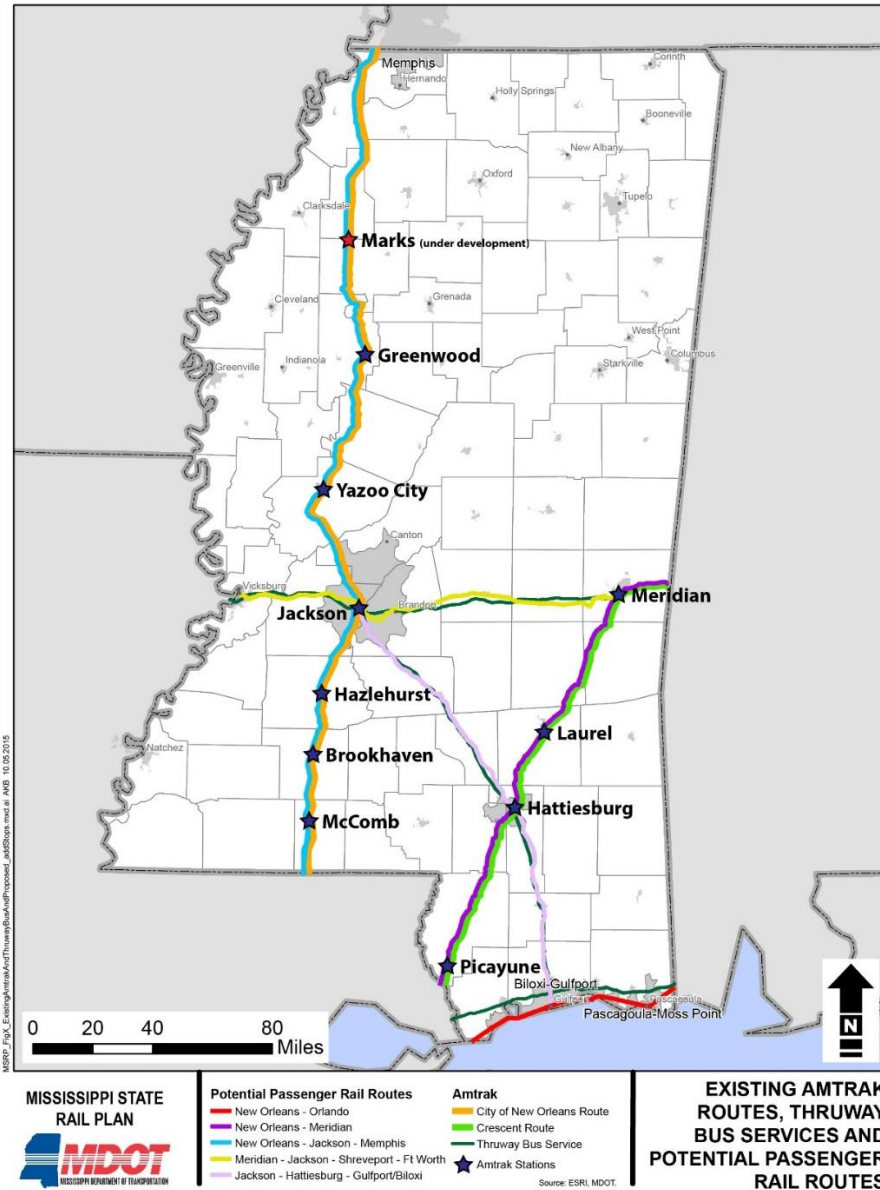 Memphis
Hernando
Corinth
Holly Springs
Booneville
New Albany
Oxford
Tupelo
Clarksdale
Marks (under development)
Cleveland
Grenada
West Point
Columbus
Greenwood
Greenville
Indianola
Starkville
Yazoo City
Canton
Vicksburg
Meridian
Jackson
Brandon
Hazlehurst
Laurel
Natchez
Brookhaven
Hattiesburg
McComb
Picayune
Biloxi-Gulfport
Gulfport
Pascagoula
Pascagoula-Moss Point
0 20 40 80
Miles
N
MSRP_FigX_ExistingAmtrakAndThruwayBusAndProposed_addStops.mxd.ai AKB 10.05.2015
MISSISSIPPI STATE
RAIL PLAN
MDOT
MISSISSIPPI DEPARTMENT OF TRANSPORTATION
Potential Passenger Rail Routes
New Orleans - Orlando
New Orleans - Meridian
New Orleans - Jackson - Memphis
Meridian - Jackson - Shreveport - Ft Worth
Jackson - Hattiesburg - Gulfport/Biloxi
Amtrak
City of New Orleans Route
Crescent Route
Thruway Bus Service
Amtrak Stations
Source: ESRI, MDOT.
EXISTING AMTRAK
ROUTES, THRUWAY
BUS SERVICES AND
POTENTIAL PASSENGER
RAIL ROUTES